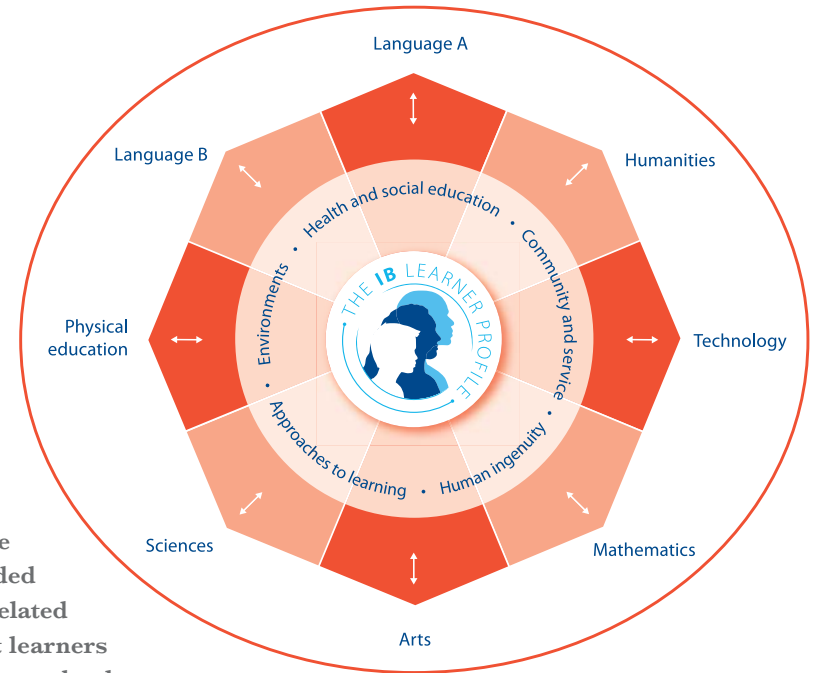 Language A
Humanities
Technology
Mathematics
Arts
Sciences
Physical
education
Language B
Health and social education •
Community and service •
Human ingenuity •
Approaches to learning •
Environments •
THE IB LEARNER PROFILE
elated
learners